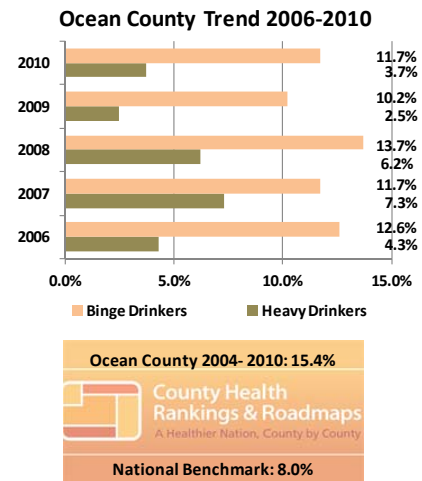 Ocean County Trend 2006-2010
2010
11.7%
3.7%
2009
10.2%
2.5%
2008
13.7%
6.2%
2007
11.7%
7.3%
2006
12.6%
4.3%
0.0% 5.0% 10.0% 15.0%
Binge Drinkers Heavy Drinkers
Ocean County 2004- 2010: 15.4%
County Health
Rankings & Roadmaps
A Healthier Nation, County by County
National Benchmark: 8.0%